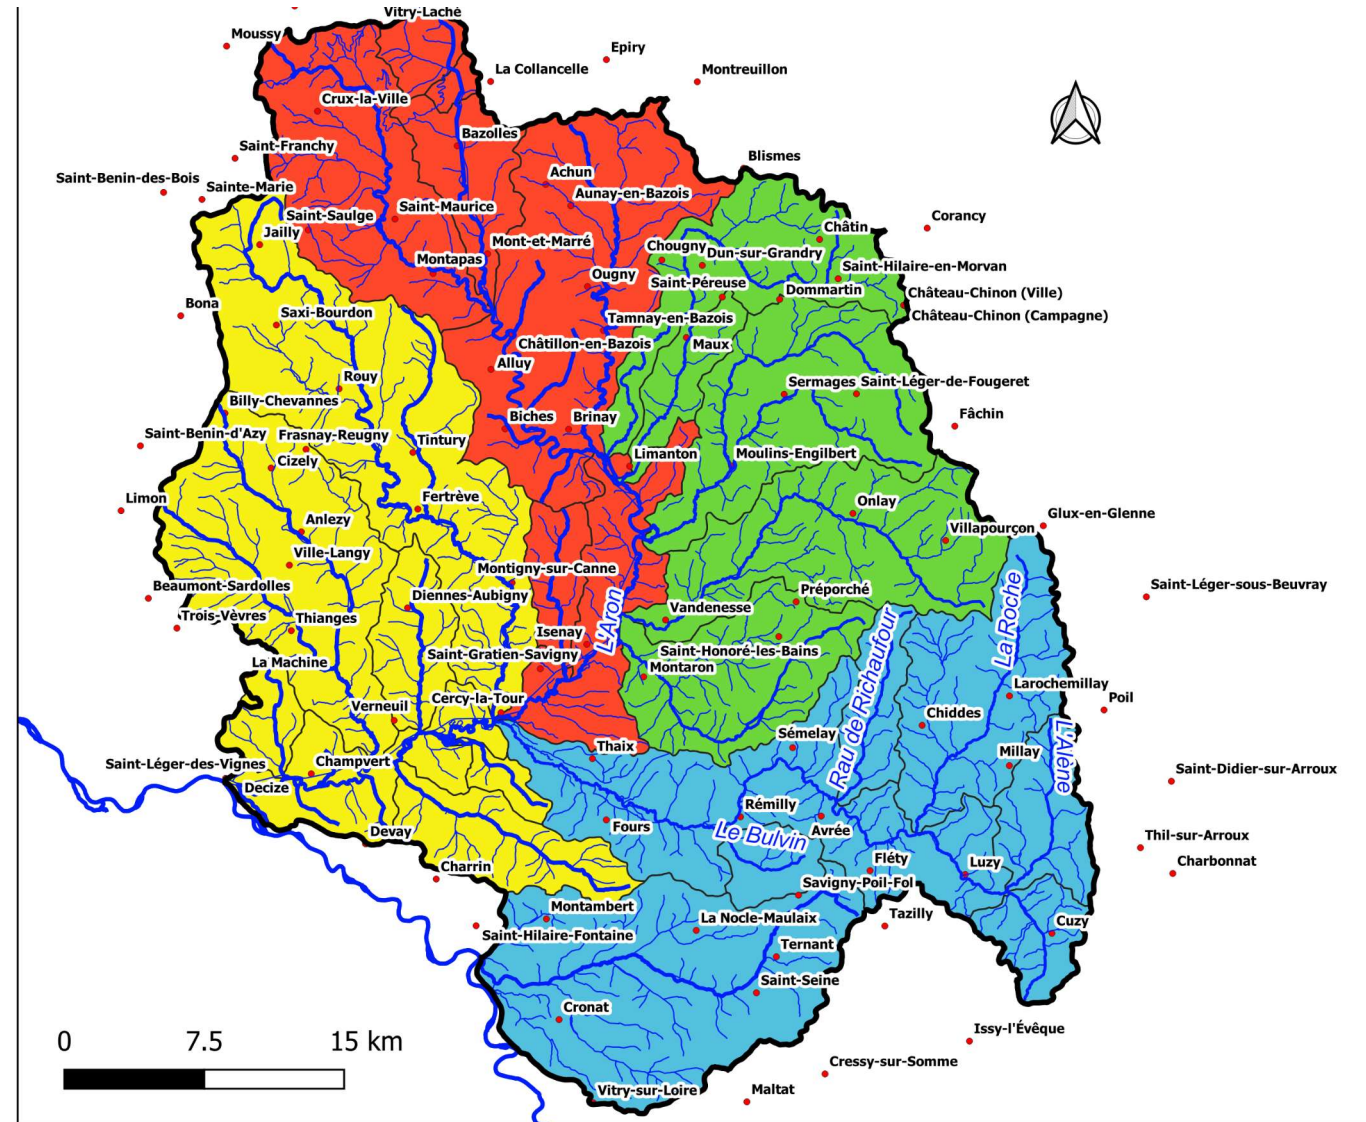 Vitry-Laché
Moussy
Epiry
La Collancelle
Montreuillon
Crux-la-Ville
Bazolles
Saint-Franchy
Blismes
Achun
Saint-Benin-des-Bois
Sainte-Marie
Aunay-en-Bazois
Saint-Maurice
Saint-Saulge
Corancy
Châtin
Jailly
Mont-et-Marré
Chougny
Dun-sur-Grandry
Montapas
Saint-Hilaire-en-Morvan
Ougny
Saint-Péreuse
Dommartin
Château-Chinon (Ville)
Bona
Saxi-Bourdon
Tamnay-en-Bazois
Château-Chinon (Campagne)
Châtillon-en-Bazois
Maux
Alluy
Rouy
Sermages
Saint-Léger-de-Fougeret
Billy-Chevannes
Biches
Brinay
Fâchin
Saint-Benin-d'Azy
Frasnay-Reugny
Tintury
Cizely
Limanton
Moulins-Engilbert
Limon
Fertrève
Onlay
Glux-en-Glenne
Anlezy
Villapourçon
Ville-Langy
Montigny-sur-Canne
Beaumont-Sardolles
Diennes-Aubigny
Préporché
Saint-Léger-sous-Beuvray
Trois-Vèvres
Thianges
Vandenesse
L'Aron
La Roche
Isenay
Saint-Gratien-Savigny
Saint-Honoré-les-Bains
La Machine
Montaron
Rau de Richaufour
Larochemillay
Poil
Cercy-la-Tour
Verneuil
Chiddes
Sémelay
Thaix
Millay
L'Alène
Saint-Léger-des-Vignes
Champvert
Saint-Didier-sur-Arroux
Decize
Rémilly
Devay
Fours
Le Bulvin
Avrée
Thil-sur-Arroux
Charrin
Fléty
Luzy
Charbonnat
Savigny-Poil-Fol
Montambert
La Nocle-Maulaix
Tazilly
Cuzy
Saint-Hilaire-Fontaine
Ternant
Saint-Seine
Cronat
Issy-l'Évêque
0 7.5 15 km
Cressy-sur-Somme
Vitry-sur-Loire
Maltat